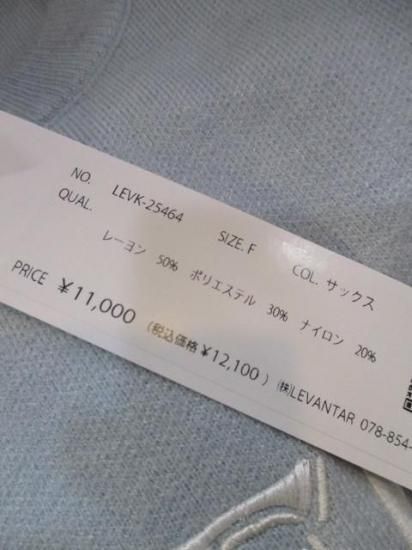 NO. LEVK-25464 SIZE. F COL. サックス
QUAL. レーヨン 50% ポリエステル 30% ナイロン 20%
PRICE ¥11,000 (税込価格¥12,100) ㈱LEVANTAR 078-854-